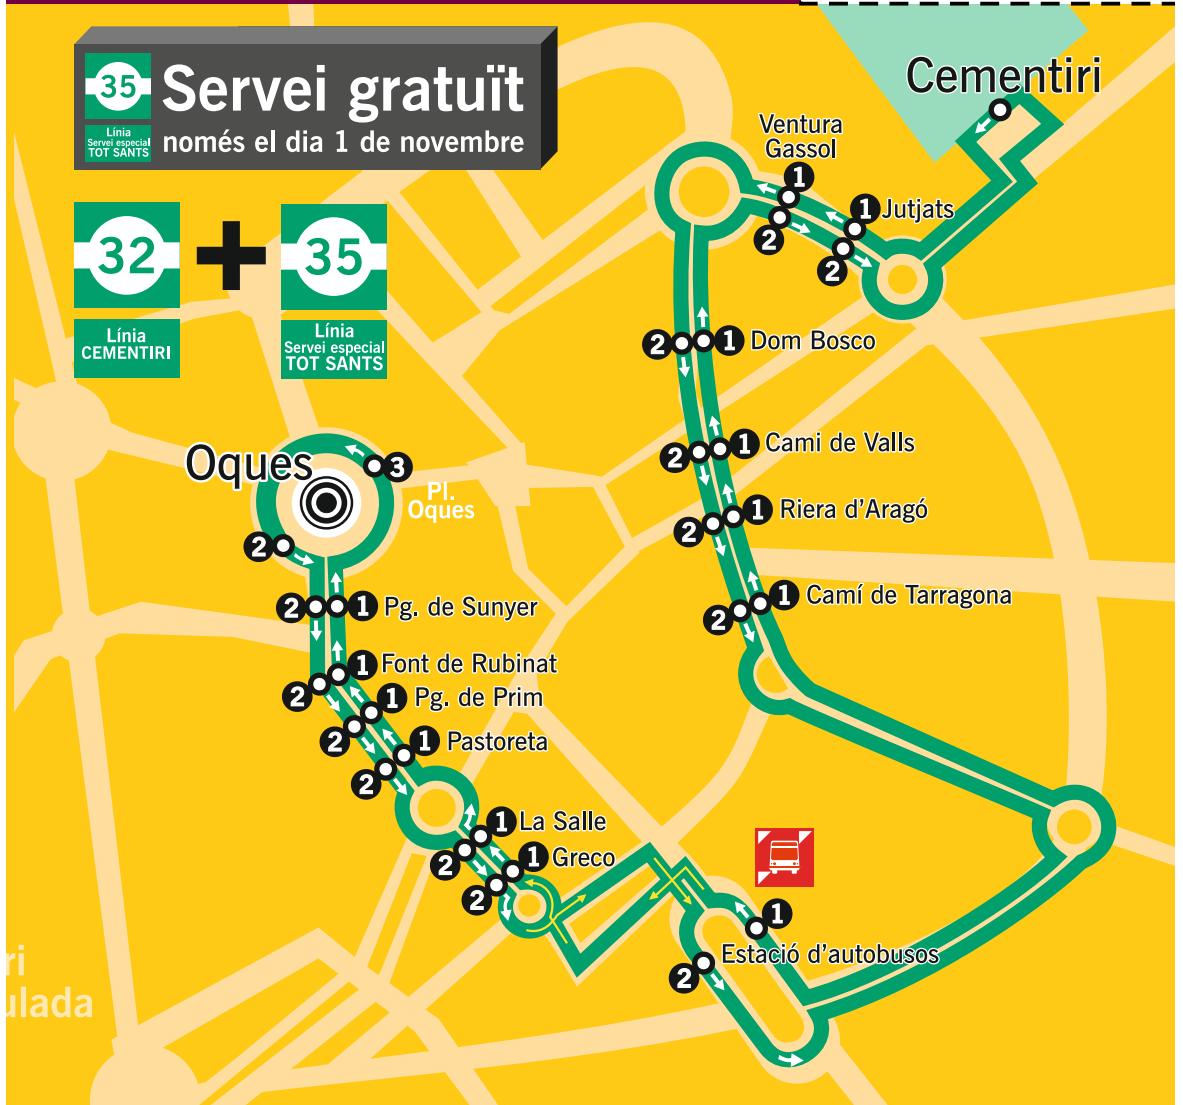 35
Línia
Servei especial
TOT SANTS
Servei gratuït
només el dia 1 de novembre
32
Línia
CEMENTIRI
35
Línia
Servei especial
TOT SANTS
Cementiri
Ventura
Gassol
1
2
1 Jutjats
2
2 1 Dom Bosco
2 1 Cami de Valls
2 1 Riera d'Aragó
2 1 Camí de Tarragona
Oques
3
Pl.
Oques
2
2 1 Pg. de Sunyer
2 1 Font de Rubinat
2 1 Pg. de Prim
2 1 Pastoreta
2 1 La Salle
2 1 Greco
1
Estació d'autobusos
2
ri
ulada